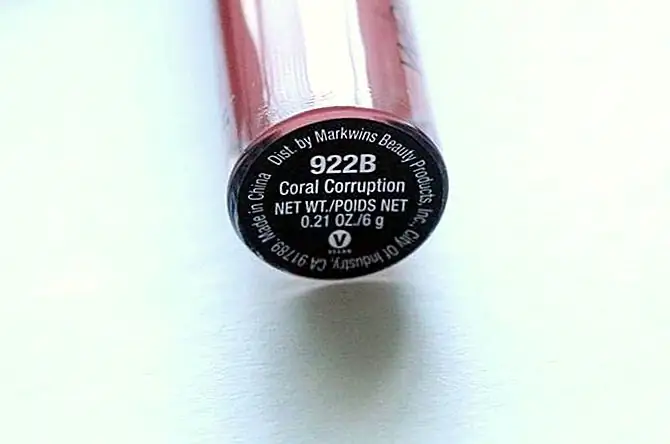 Dist. by Markwins Beauty Products, Inc., City Of Industry, CA 91789. Made in China
922B
Coral Corruption
NET WT./POIDS NET
0.21 OZ./6 g
V
VEGAN